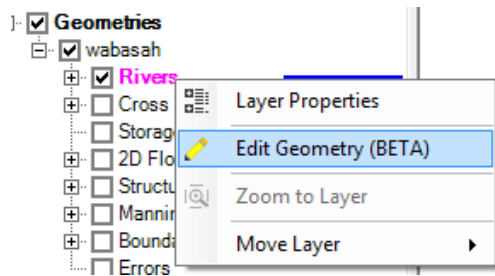 Geometries
wabasah
Rivers
Cross
Storag
2D Flo
Structu
Mannin
Bounda
Errors
Layer Properties
Edit Geometry (BETA)
Zoom to Layer
Move Layer